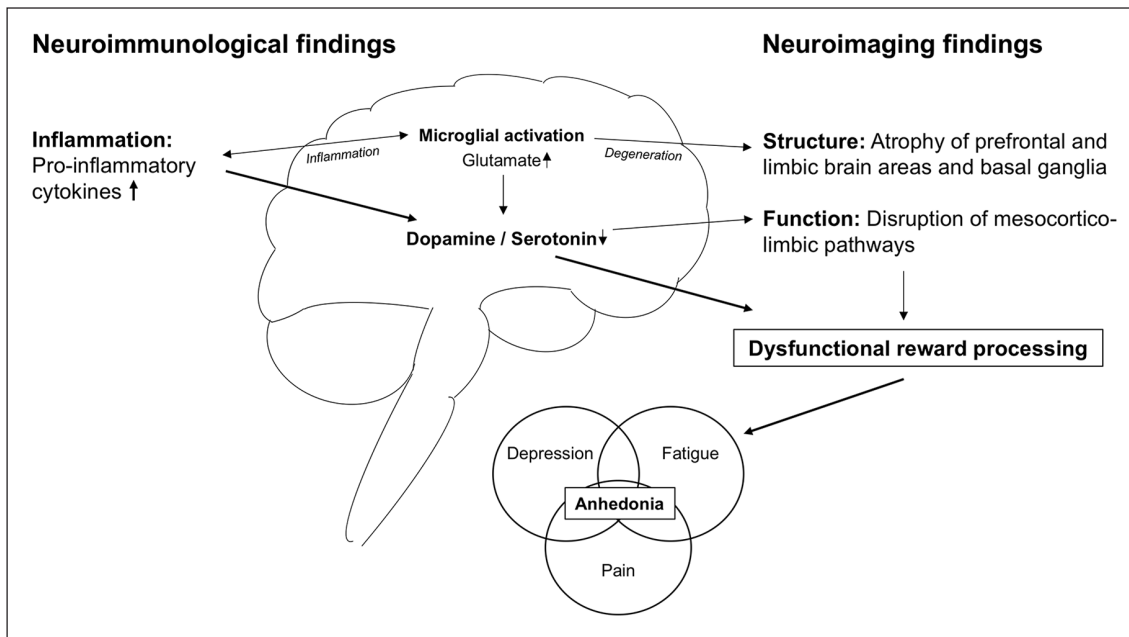 Neuroimmunological findings
Neuroimaging findings
Inflammation:
Pro-inflammatory
cytokines ↑
Inflammation
Microglial activation
Glutamate ↑
Degeneration
Dopamine / Serotonin ↓
Structure: Atrophy of prefrontal and
limbic brain areas and basal ganglia
Function: Disruption of mesocortico-
limbic pathways
Dysfunctional reward processing
Depression
Fatigue
Anhedonia
Pain